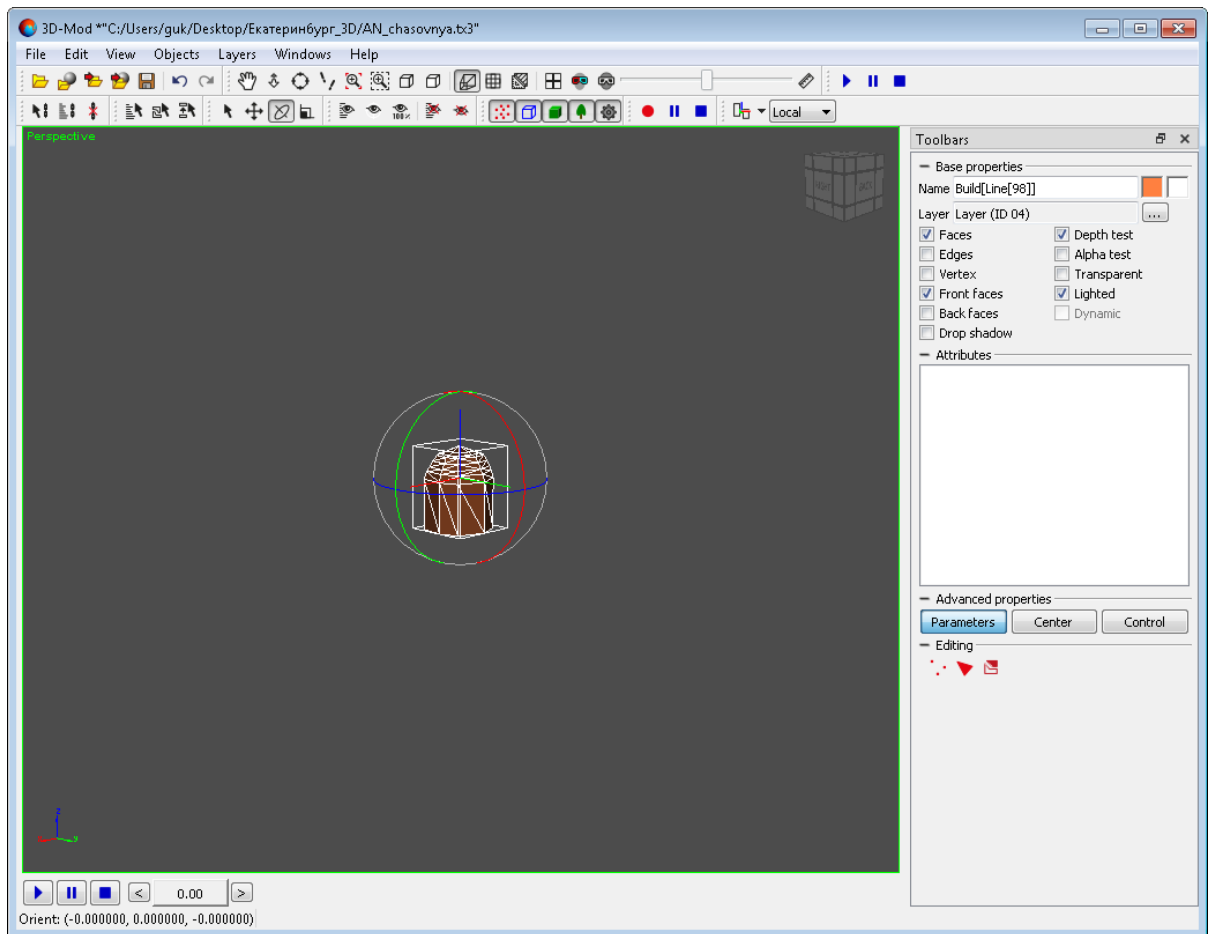 3D-Mod *"C:/Users/guk/Desktop/Екатеринбург_3D/AN_chasovnya.tx3"
File Edit View Objects Layers Windows Help
100%
Local
Perspective
Toolbars
Base properties
Name Build[Line[98]]
Layer Layer (ID 04) ...
Faces Depth test
Edges Alpha test
Vertex Transparent
Front faces Lighted
Back faces Dynamic
Drop shadow
Attributes
Advanced properties
Parameters Center Control
Editing
z
y
< 0.00 >
Orient: (-0.000000, 0.000000, -0.000000)